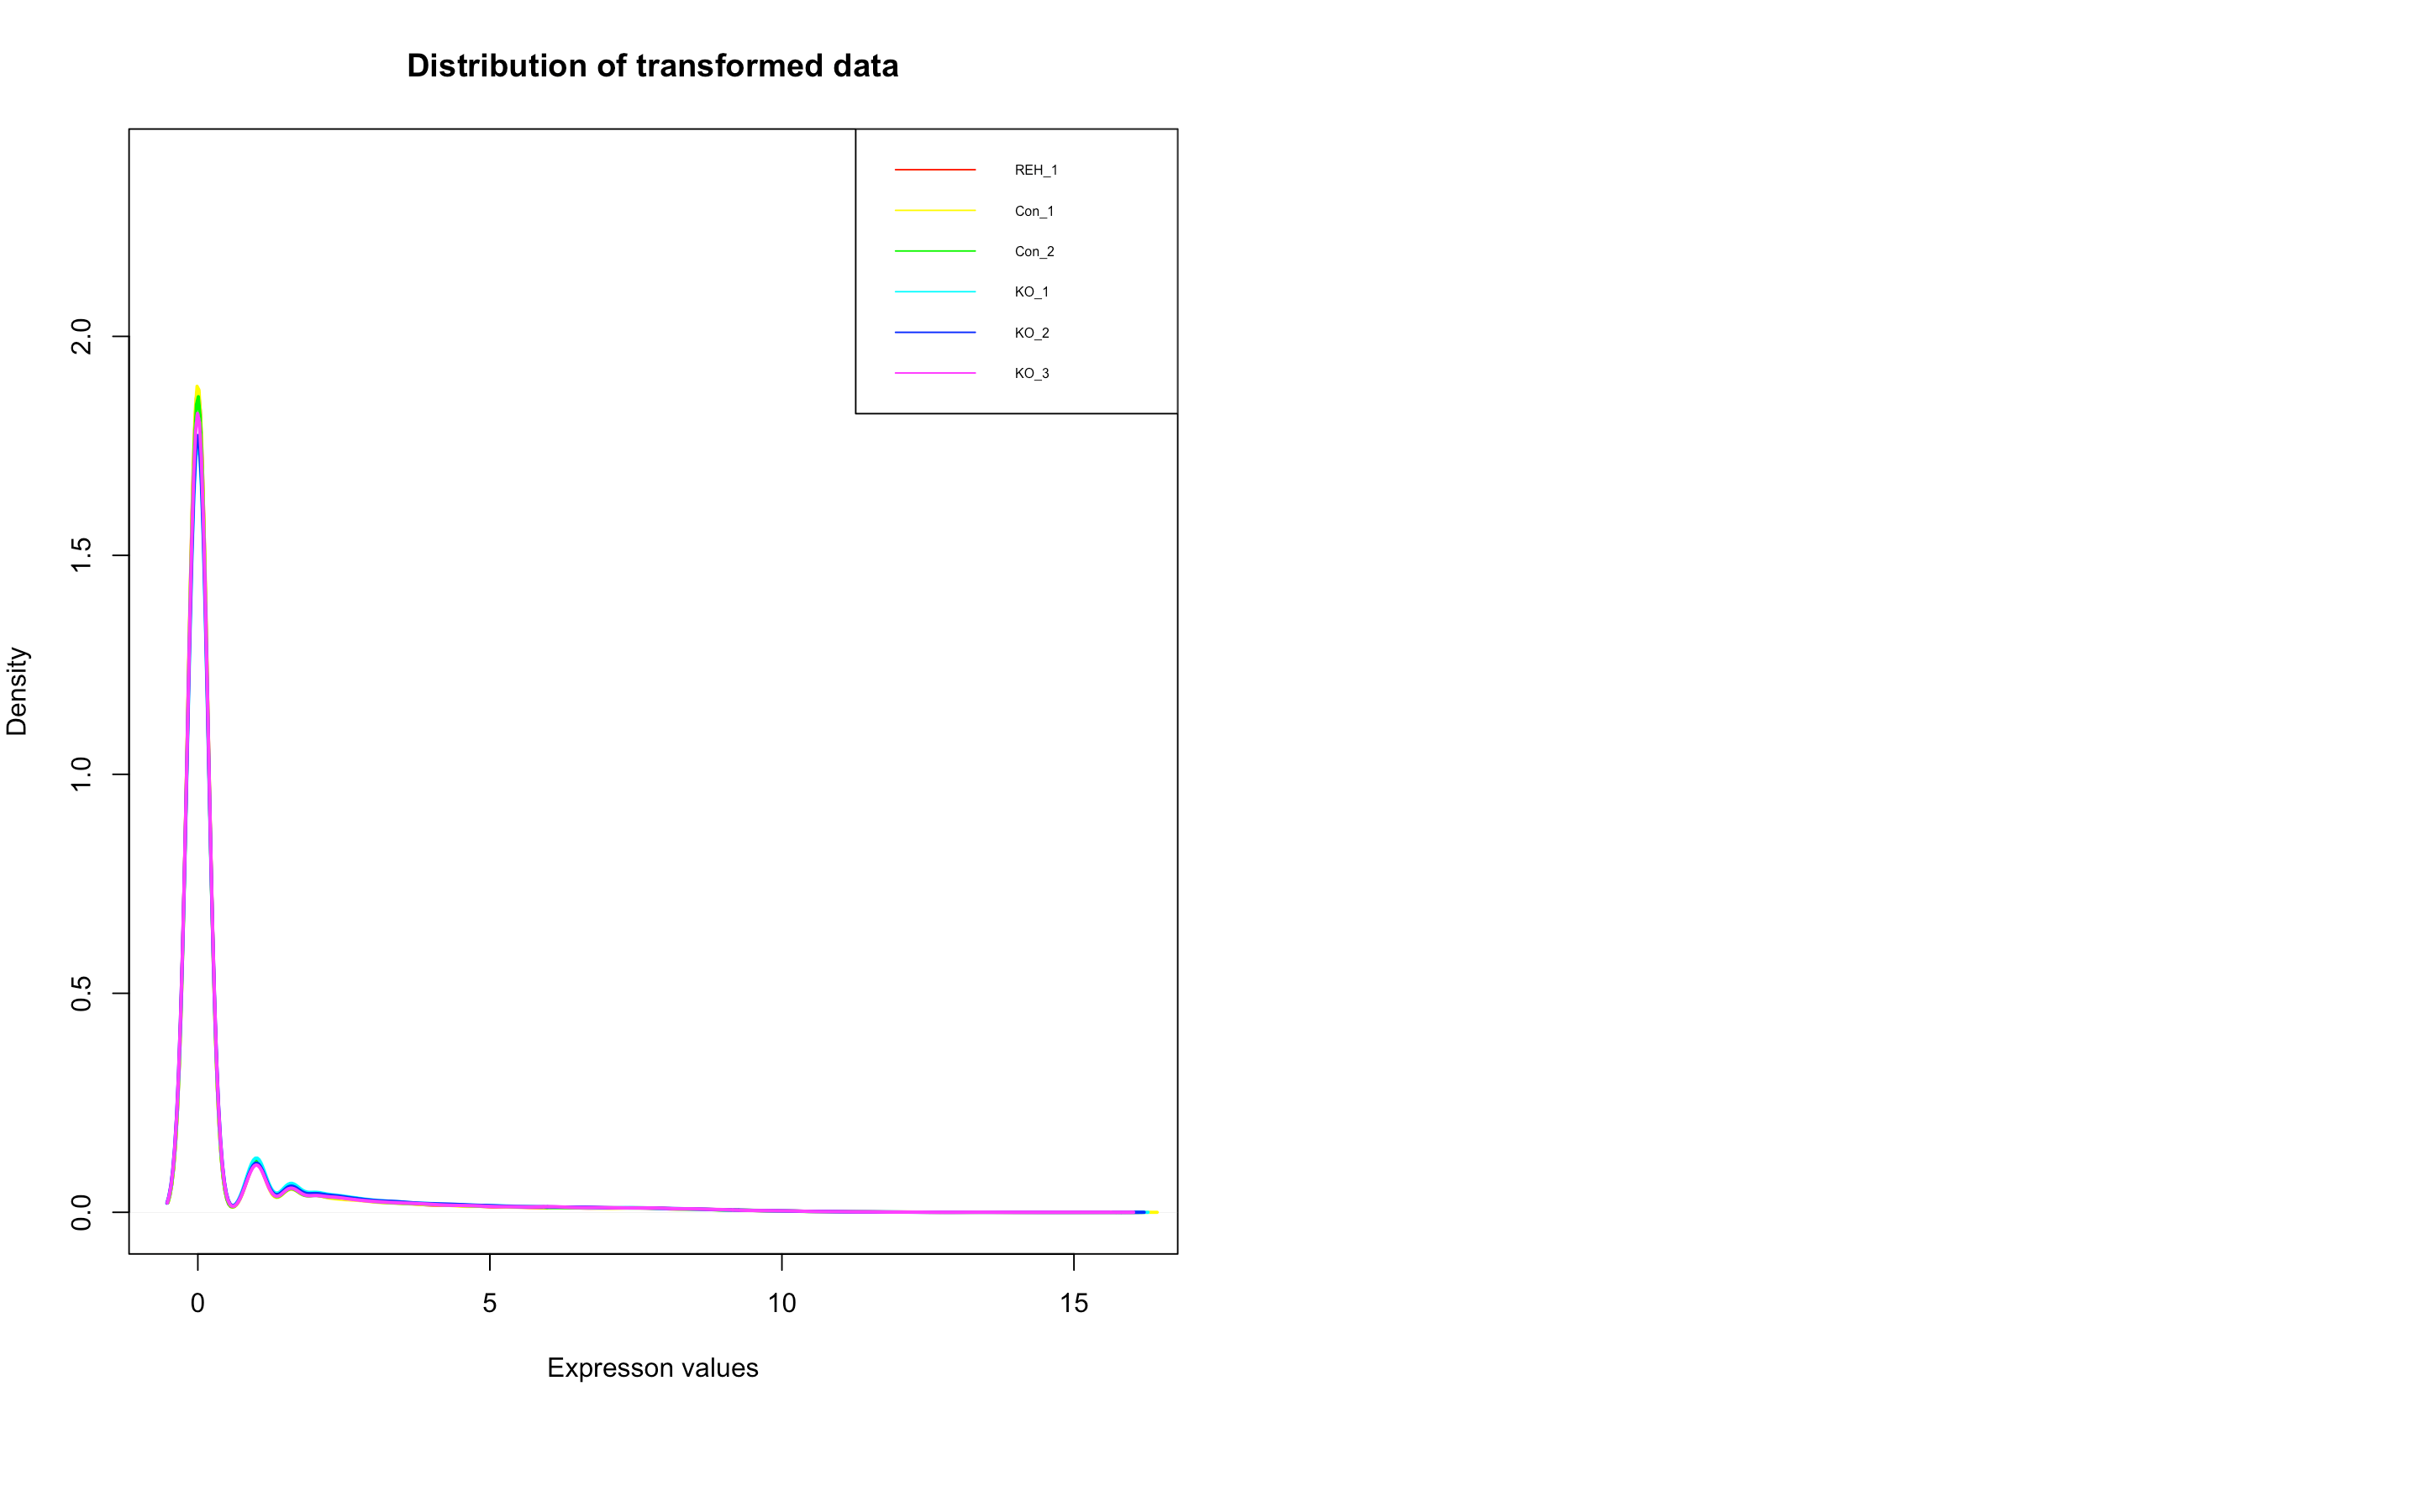 Distribution of transformed data
REH_1
Con_1
Con_2
KO_1
KO_2
KO_3
Density
2.0
1.5
1.0
0.5
0.0
0 5 10 15
Expresson values